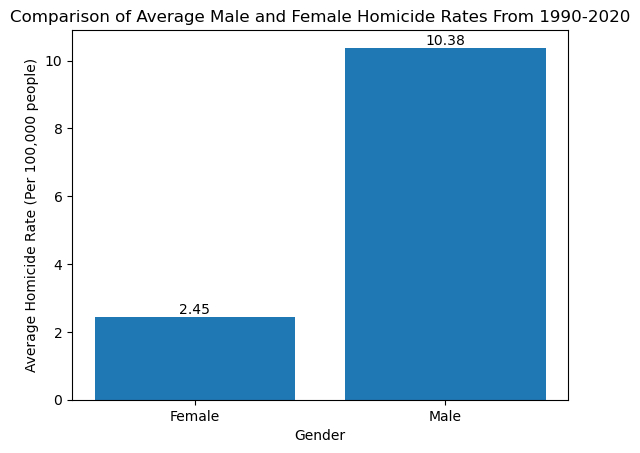 Comparison of Average Male and Female Homicide Rates From 1990-2020
Average Homicide Rate (Per 100,000 people)
10
8
6
4
2
0
2.45
10.38
Female
Male
Gender